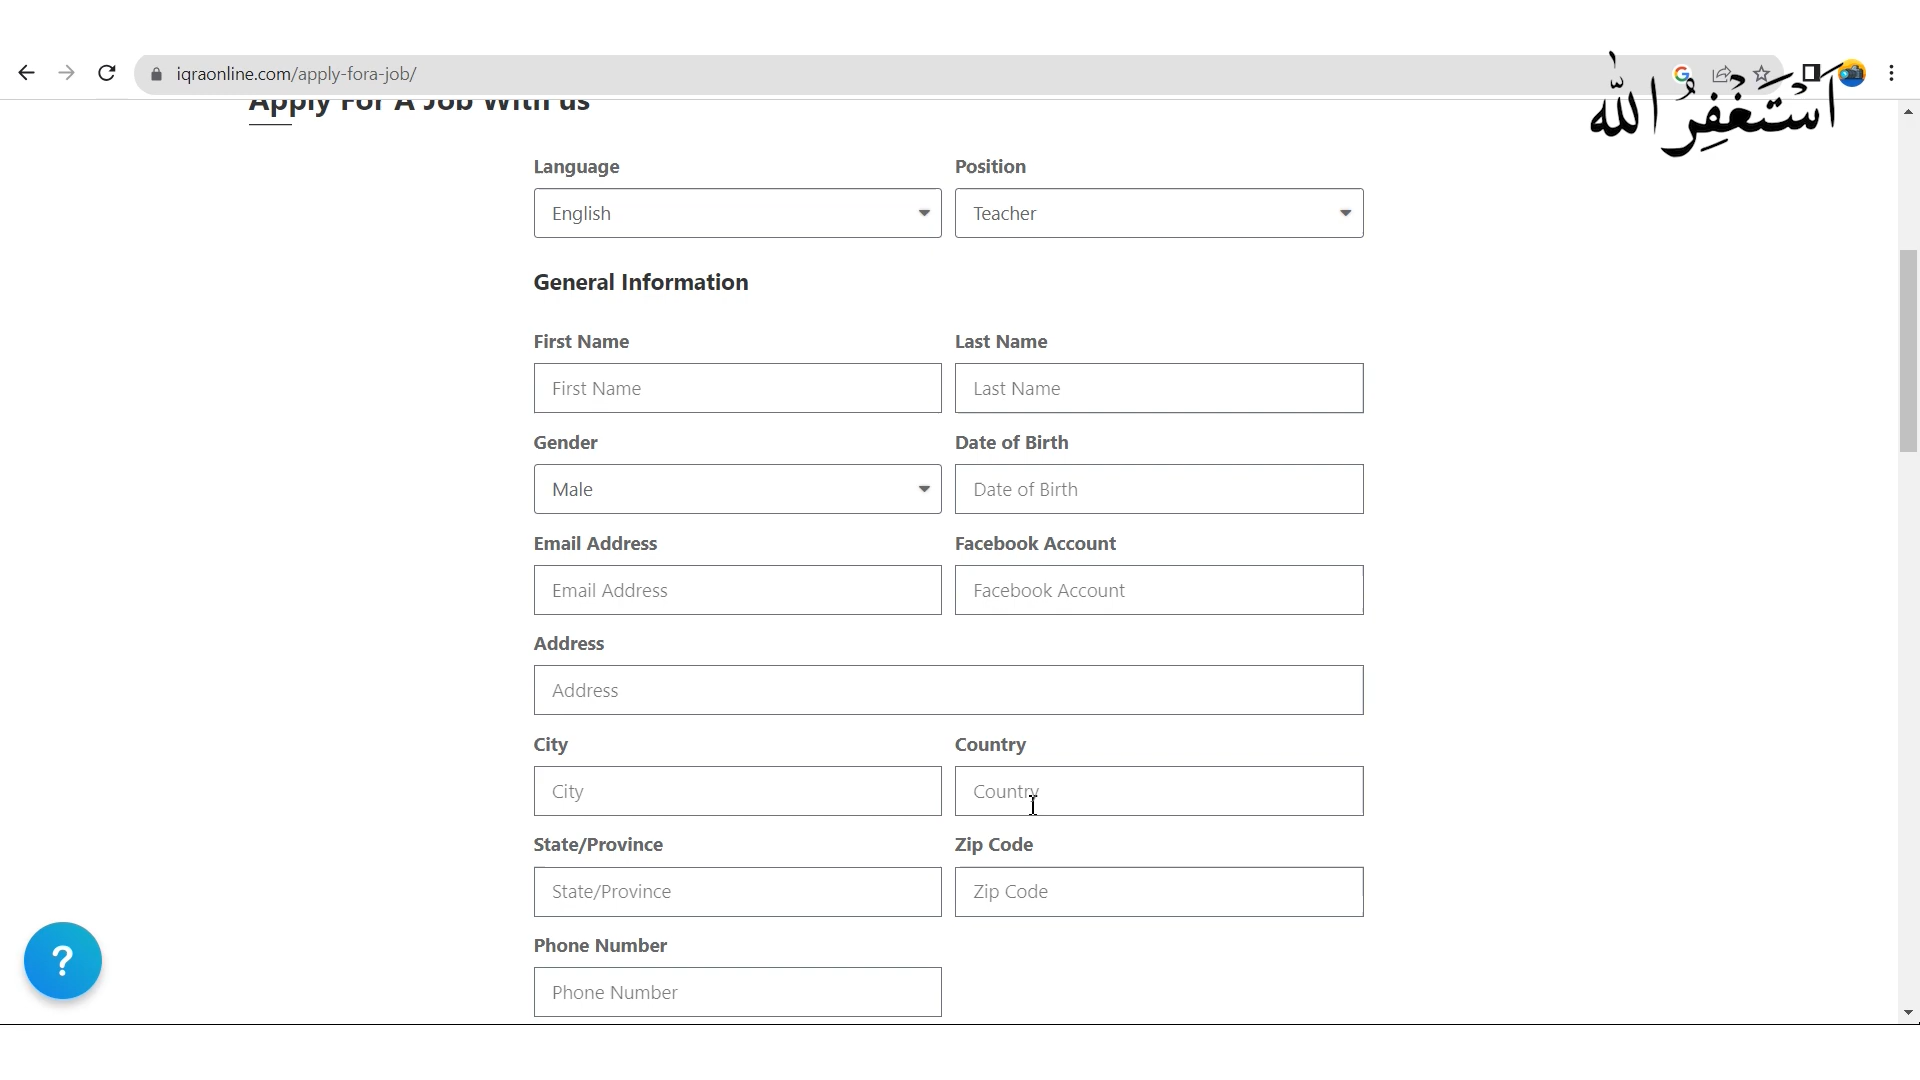 iqraonline.com/apply-fora-job/
أَسْتَغْفِرُ اللّٰه
Apply For A Job With us
Language Position
English Teacher
General Information
First Name Last Name
First Name Last Name
Gender Date of Birth
Male Date of Birth
Email Address Facebook Account
Email Address Facebook Account
Address
Address
City Country
City Country
State/Province Zip Code
State/Province Zip Code
Phone Number
Phone Number
?